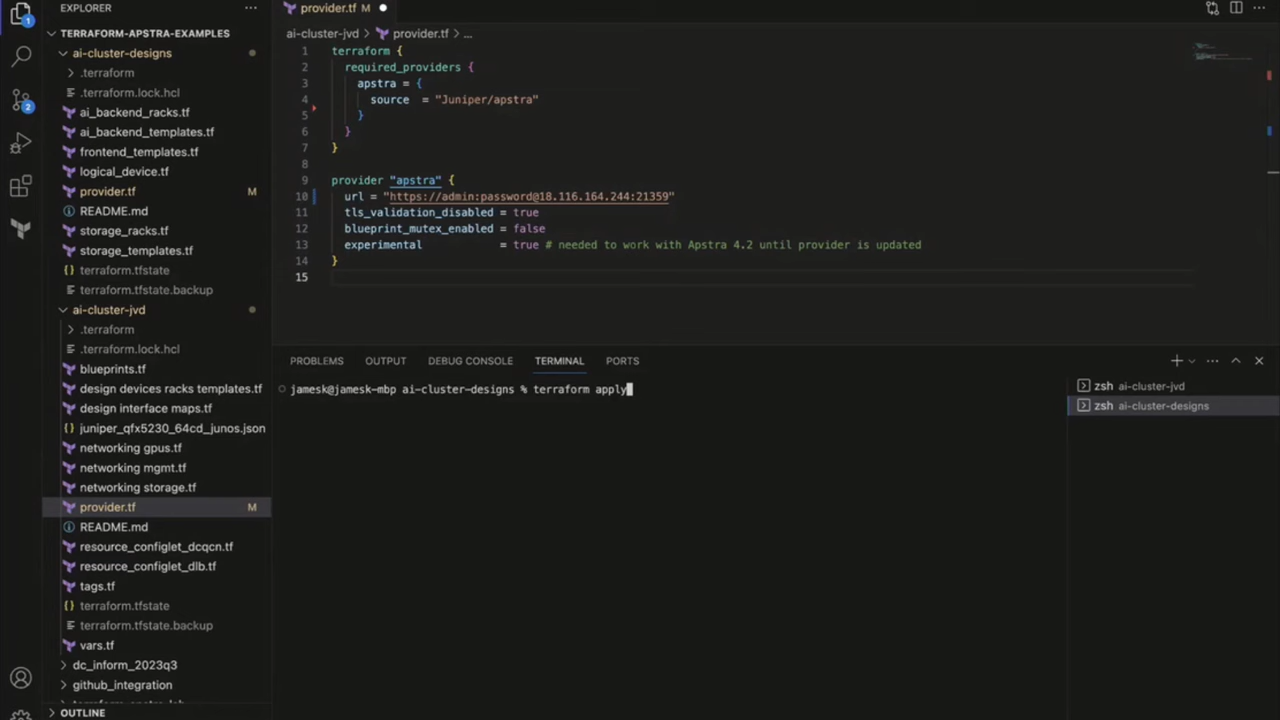 EXPLORER
TERRAFORM-APSTRA-EXAMPLES
ai-cluster-designs
.terraform
.terraform.lock.hcl
ai_backend_racks.tf
ai_backend_templates.tf
frontend_templates.tf
logical_device.tf
provider.tf M
README.md
storage_racks.tf
storage_templates.tf
terraform.tfstate
terraform.tfstate.backup
ai-cluster-jvd
.terraform
.terraform.lock.hcl
blueprints.tf
design devices racks templates.tf
design interface maps.tf
juniper_qfx5230_64cd_junos.json
networking gpus.tf
networking mgmt.tf
networking storage.tf
provider.tf M
README.md
resource_configlet_dcqcn.tf
resource_configlet_dlb.tf
tags.tf
terraform.tfstate
terraform.tfstate.backup
vars.tf
dc_inform_2023q3
github_integration
OUTLINE
1
2
provider.tf M
ai-cluster-jvd > provider.tf > ...
1 terraform {
2 required_providers {
3 apstra = {
4 source = "Juniper/apstra"
5 }
6 }
7 }
8
9 provider "apstra" {
10 url = "https://admin:password@18.116.164.244:21359"
11 tls_validation_disabled = true
12 blueprint_mutex_enabled = false
13 experimental = true # needed to work with Apstra 4.2 until provider is updated
14 }
15
PROBLEMS OUTPUT DEBUG CONSOLE TERMINAL PORTS
jamesk@jamesk-mbp ai-cluster-designs % terraform apply
zsh ai-cluster-jvd
zsh ai-cluster-designs